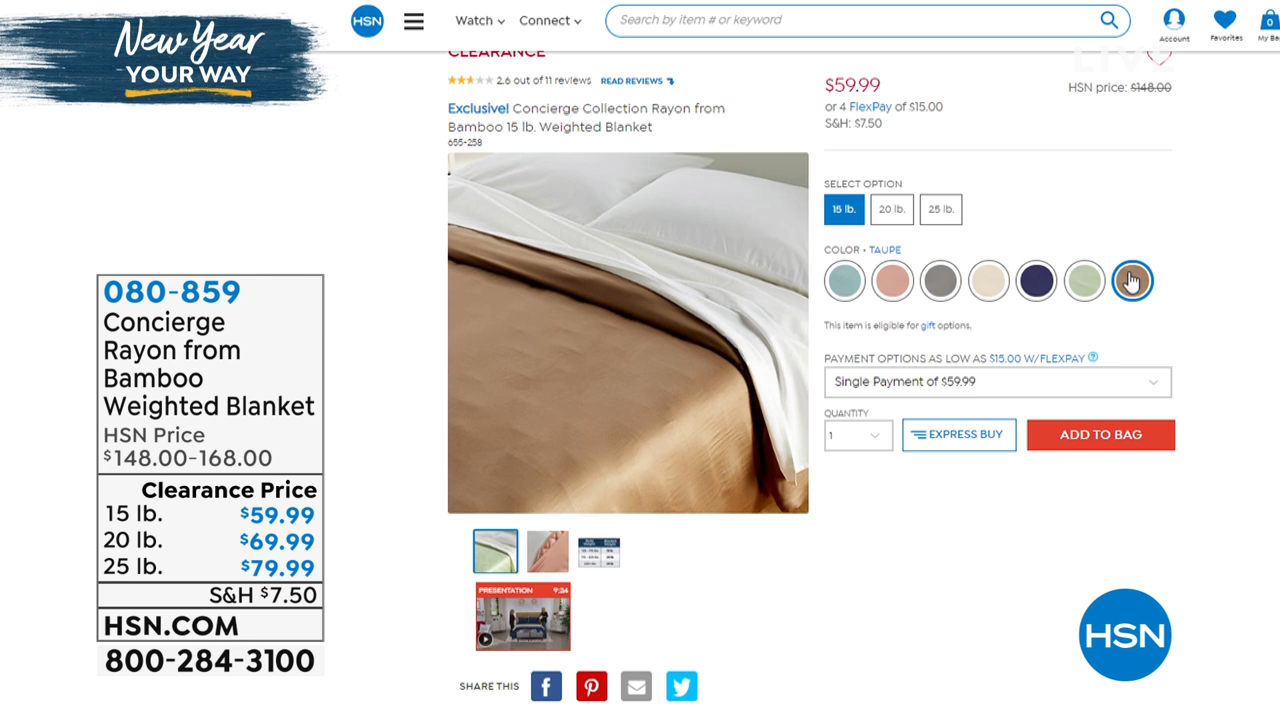 New Year
YOUR WAY
HSN
Watch
Connect
Search by item # or keyword
Account
Favorites
My Ba
0
LIVE
CLEARANCE
2.6 out of 11 reviews READ REVIEWS
Exclusive! Concierge Collection Rayon from
Bamboo 15 lb. Weighted Blanket
655-258
$59.99
HSN price: $148.00
or 4 FlexPay of $15.00
S&H: $7.50
SELECT OPTION
15 lb.
20 lb.
25 lb.
COLOR • TAUPE
This item is eligible for gift options.
PAYMENT OPTIONS AS LOW AS $15.00 W/FLEXPAY ?
Single Payment of $59.99
QUANTITY
1
EXPRESS BUY
ADD TO BAG
080-859
Concierge
Rayon from
Bamboo
Weighted Blanket
HSN Price
$148.00-168.00
Clearance Price
15 lb. $59.99
20 lb. $69.99
25 lb. $79.99
S&H $7.50
HSN.COM
800-284-3100
PRESENTATION 9:24
SHARE THIS
HSN